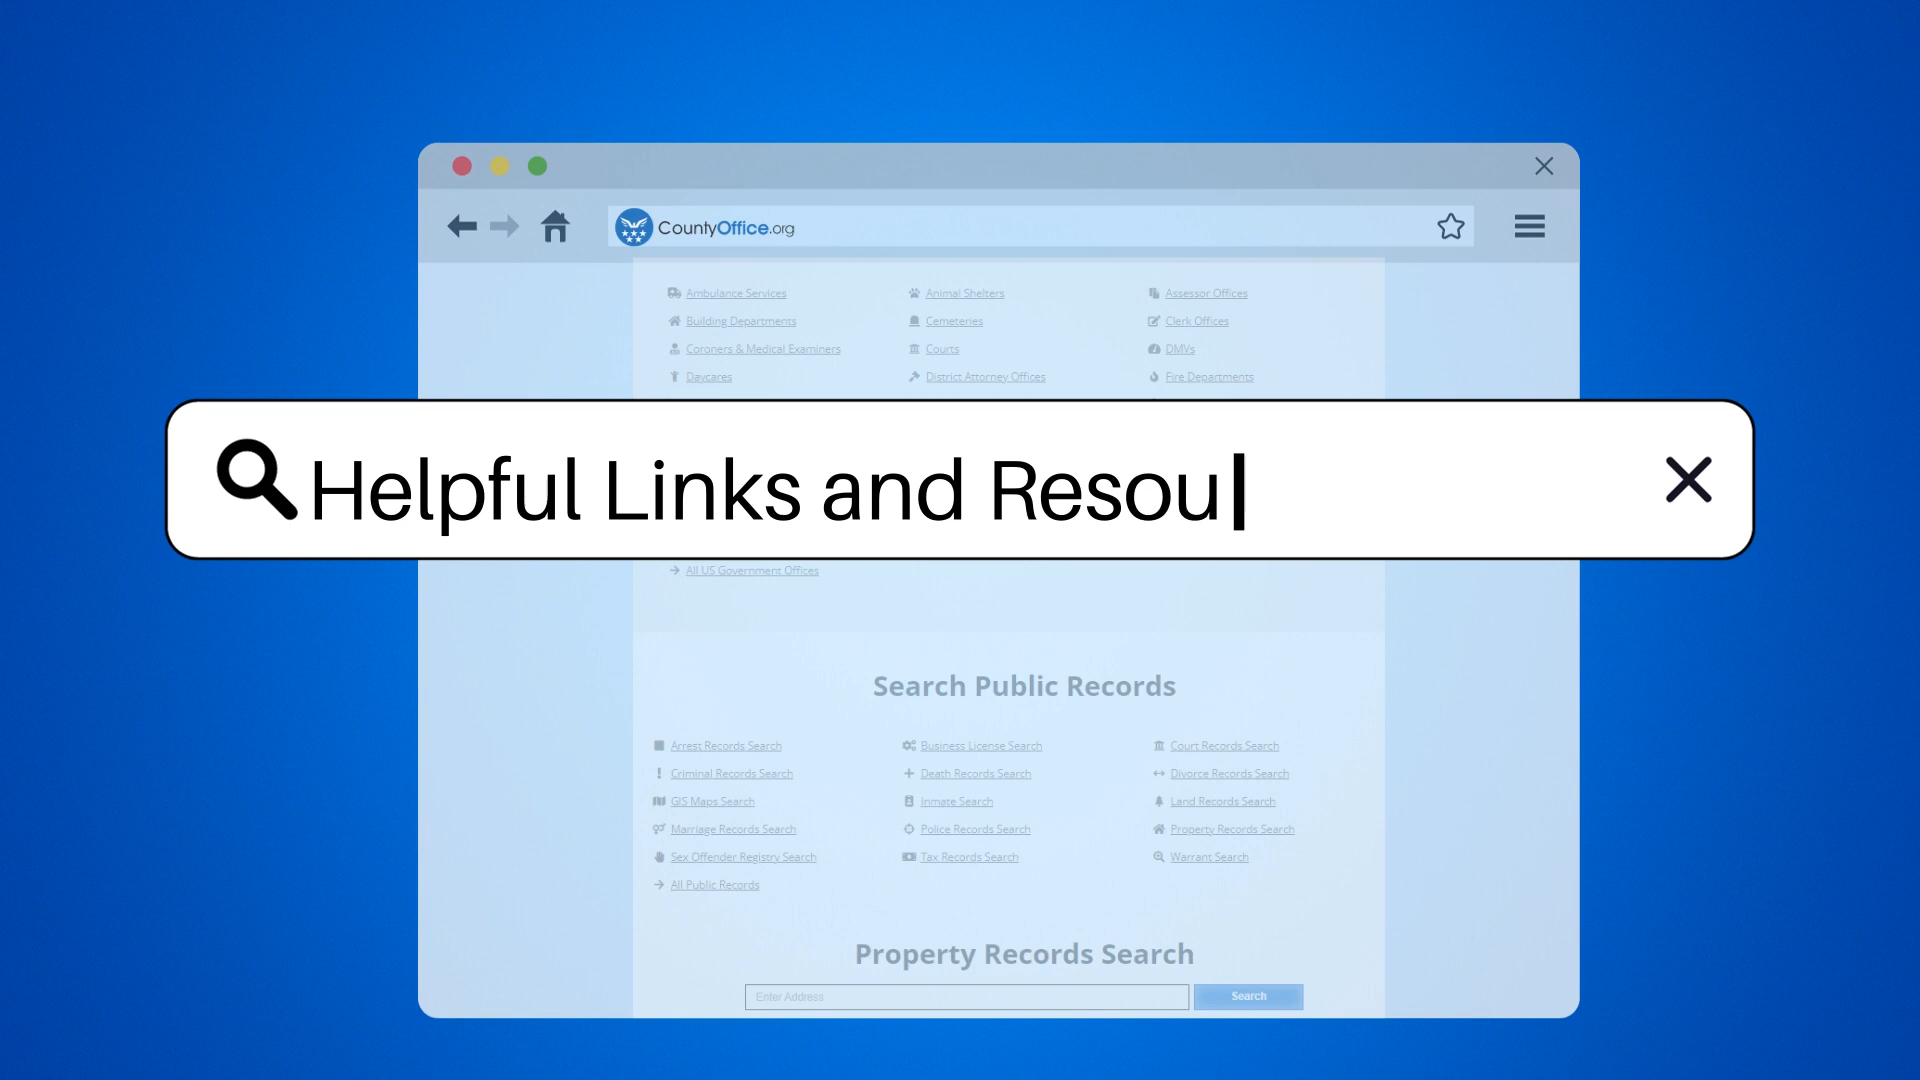 CountyOffice.org
Ambulance Services Animal Shelters Assessor Offices
Building Departments Cemeteries Clerk Offices
Coroners & Medical Examiners Courts DMVs
Daycares District Attorney Offices Fire Departments
Helpful Links and Resou
All US Government Offices
Search Public Records
Arrest Records Search Business License Search Court Records Search
Criminal Records Search Death Records Search Divorce Records Search
GIS Maps Search Inmate Search Land Records Search
Marriage Records Search Police Records Search Property Records Search
Sex Offender Registry Search Tax Records Search Warrant Search
All Public Records
Property Records Search
Enter Address Search